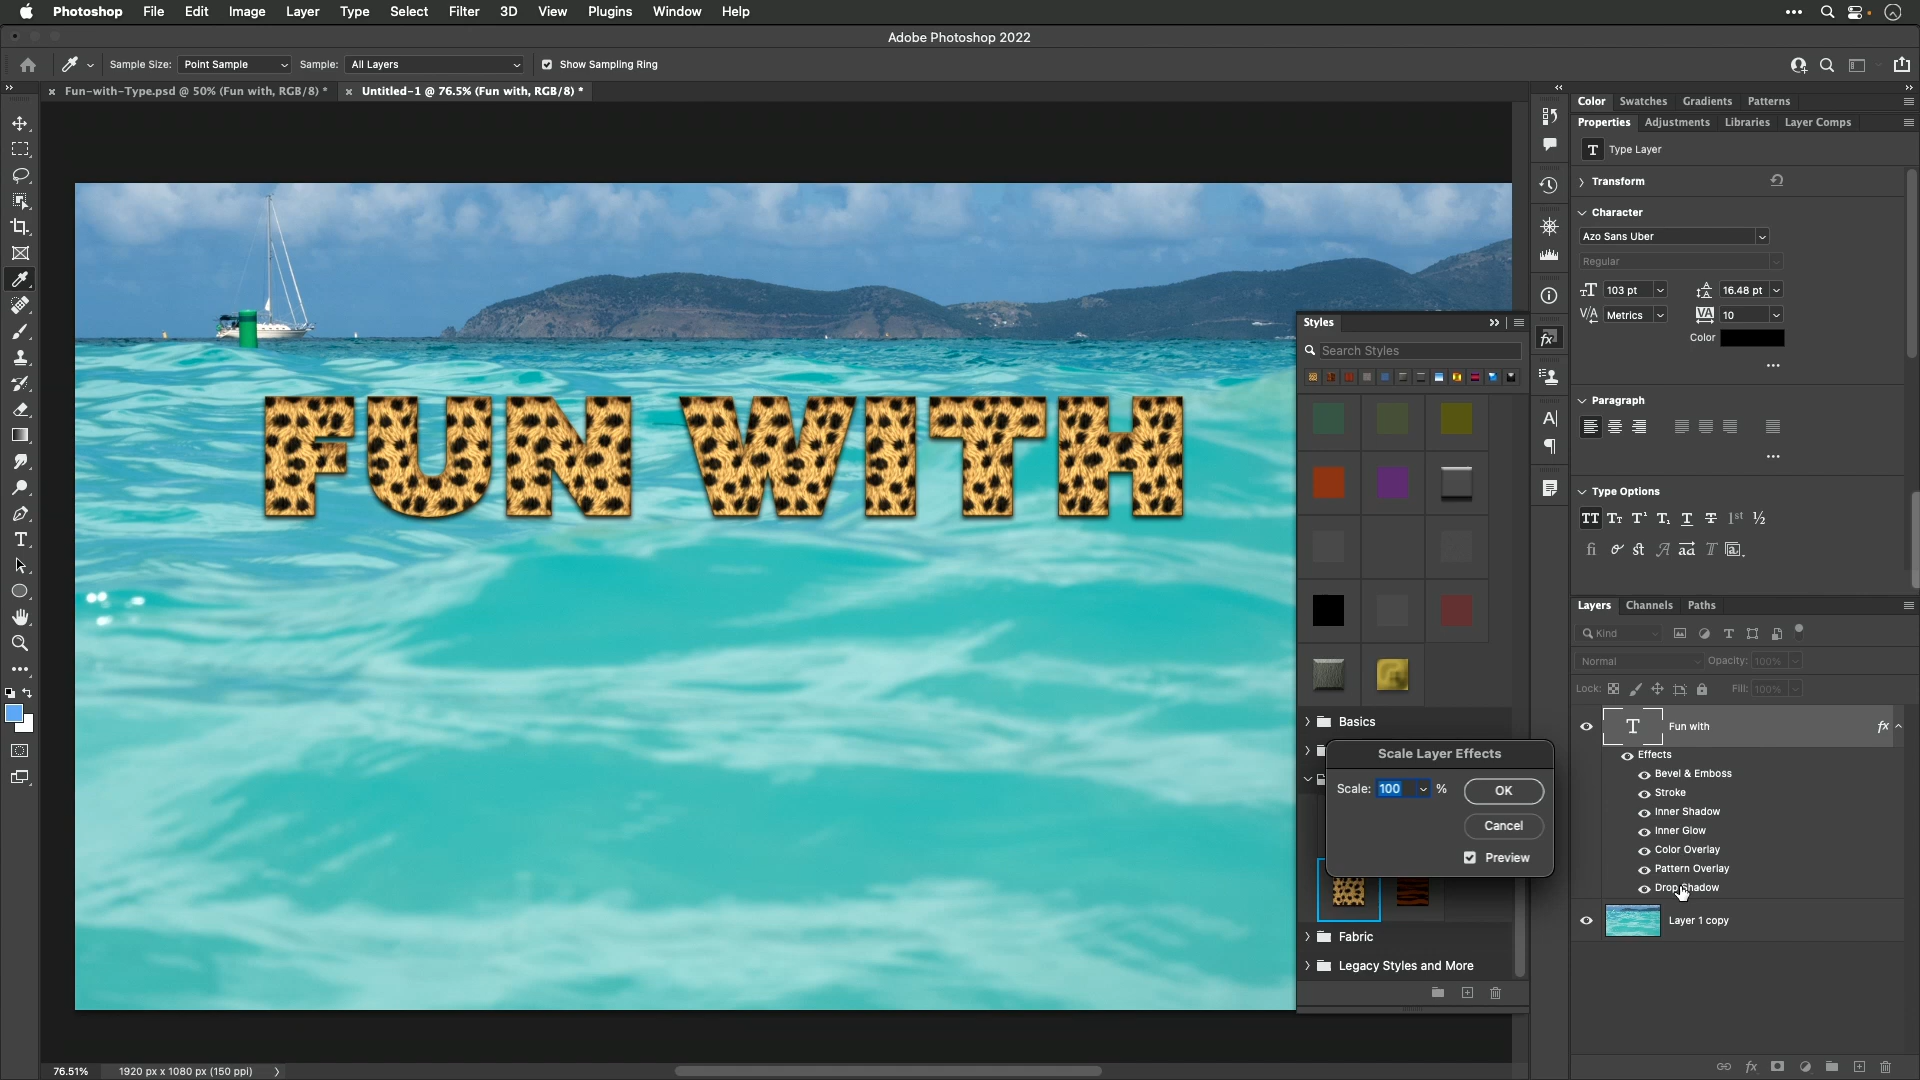 Photoshop File Edit Image Layer Type Select Filter 3D View Plugins Window Help
Adobe Photoshop 2022
Sample Size: Point Sample Sample: All Layers Show Sampling Ring
Fun-with-Type.psd @ 50% (Fun with, RGB/8) * Untitled-1 @ 76.5% (Fun with, RGB/8) *
Color Swatches Gradients Patterns
Properties Adjustments Libraries Layer Comps
T Type Layer
Transform
Character
Azo Sans Uber
Regular
103 pt 16.48 pt
Metrics 10
Color
Paragraph
Type Options
FUN WITH
Styles
Search Styles
Basics
Scale Layer Effects
Scale: 100 %
OK
Cancel
Preview
Fabric
Legacy Styles and More
Layers Channels Paths
Kind
Normal Opacity: 100%
Lock: Fill: 100%
T Fun with fx
Effects
Bevel & Emboss
Stroke
Inner Shadow
Inner Glow
Color Overlay
Pattern Overlay
Drop Shadow
Layer 1 copy
76.51% 1920 px x 1080 px (150 ppi)